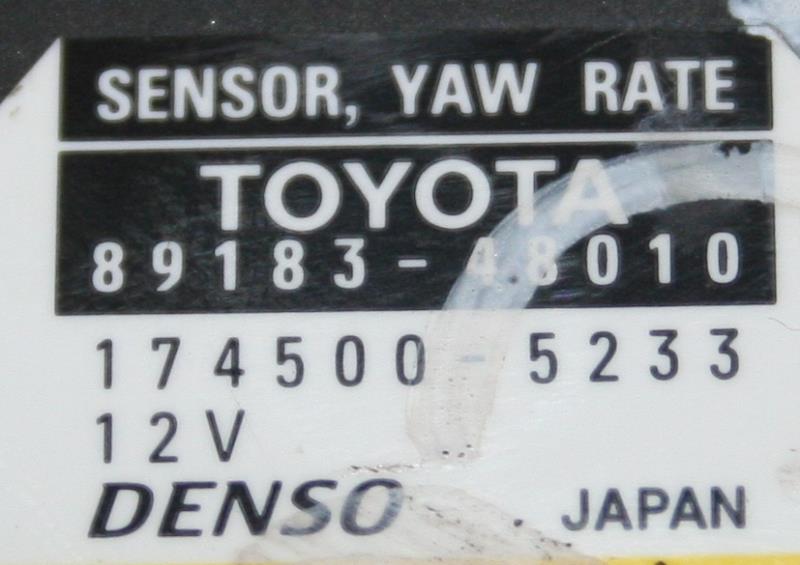 SENSOR, YAW RATE
TOYOTA
89183-48010
174500-5233
12V
DENSO JAPAN